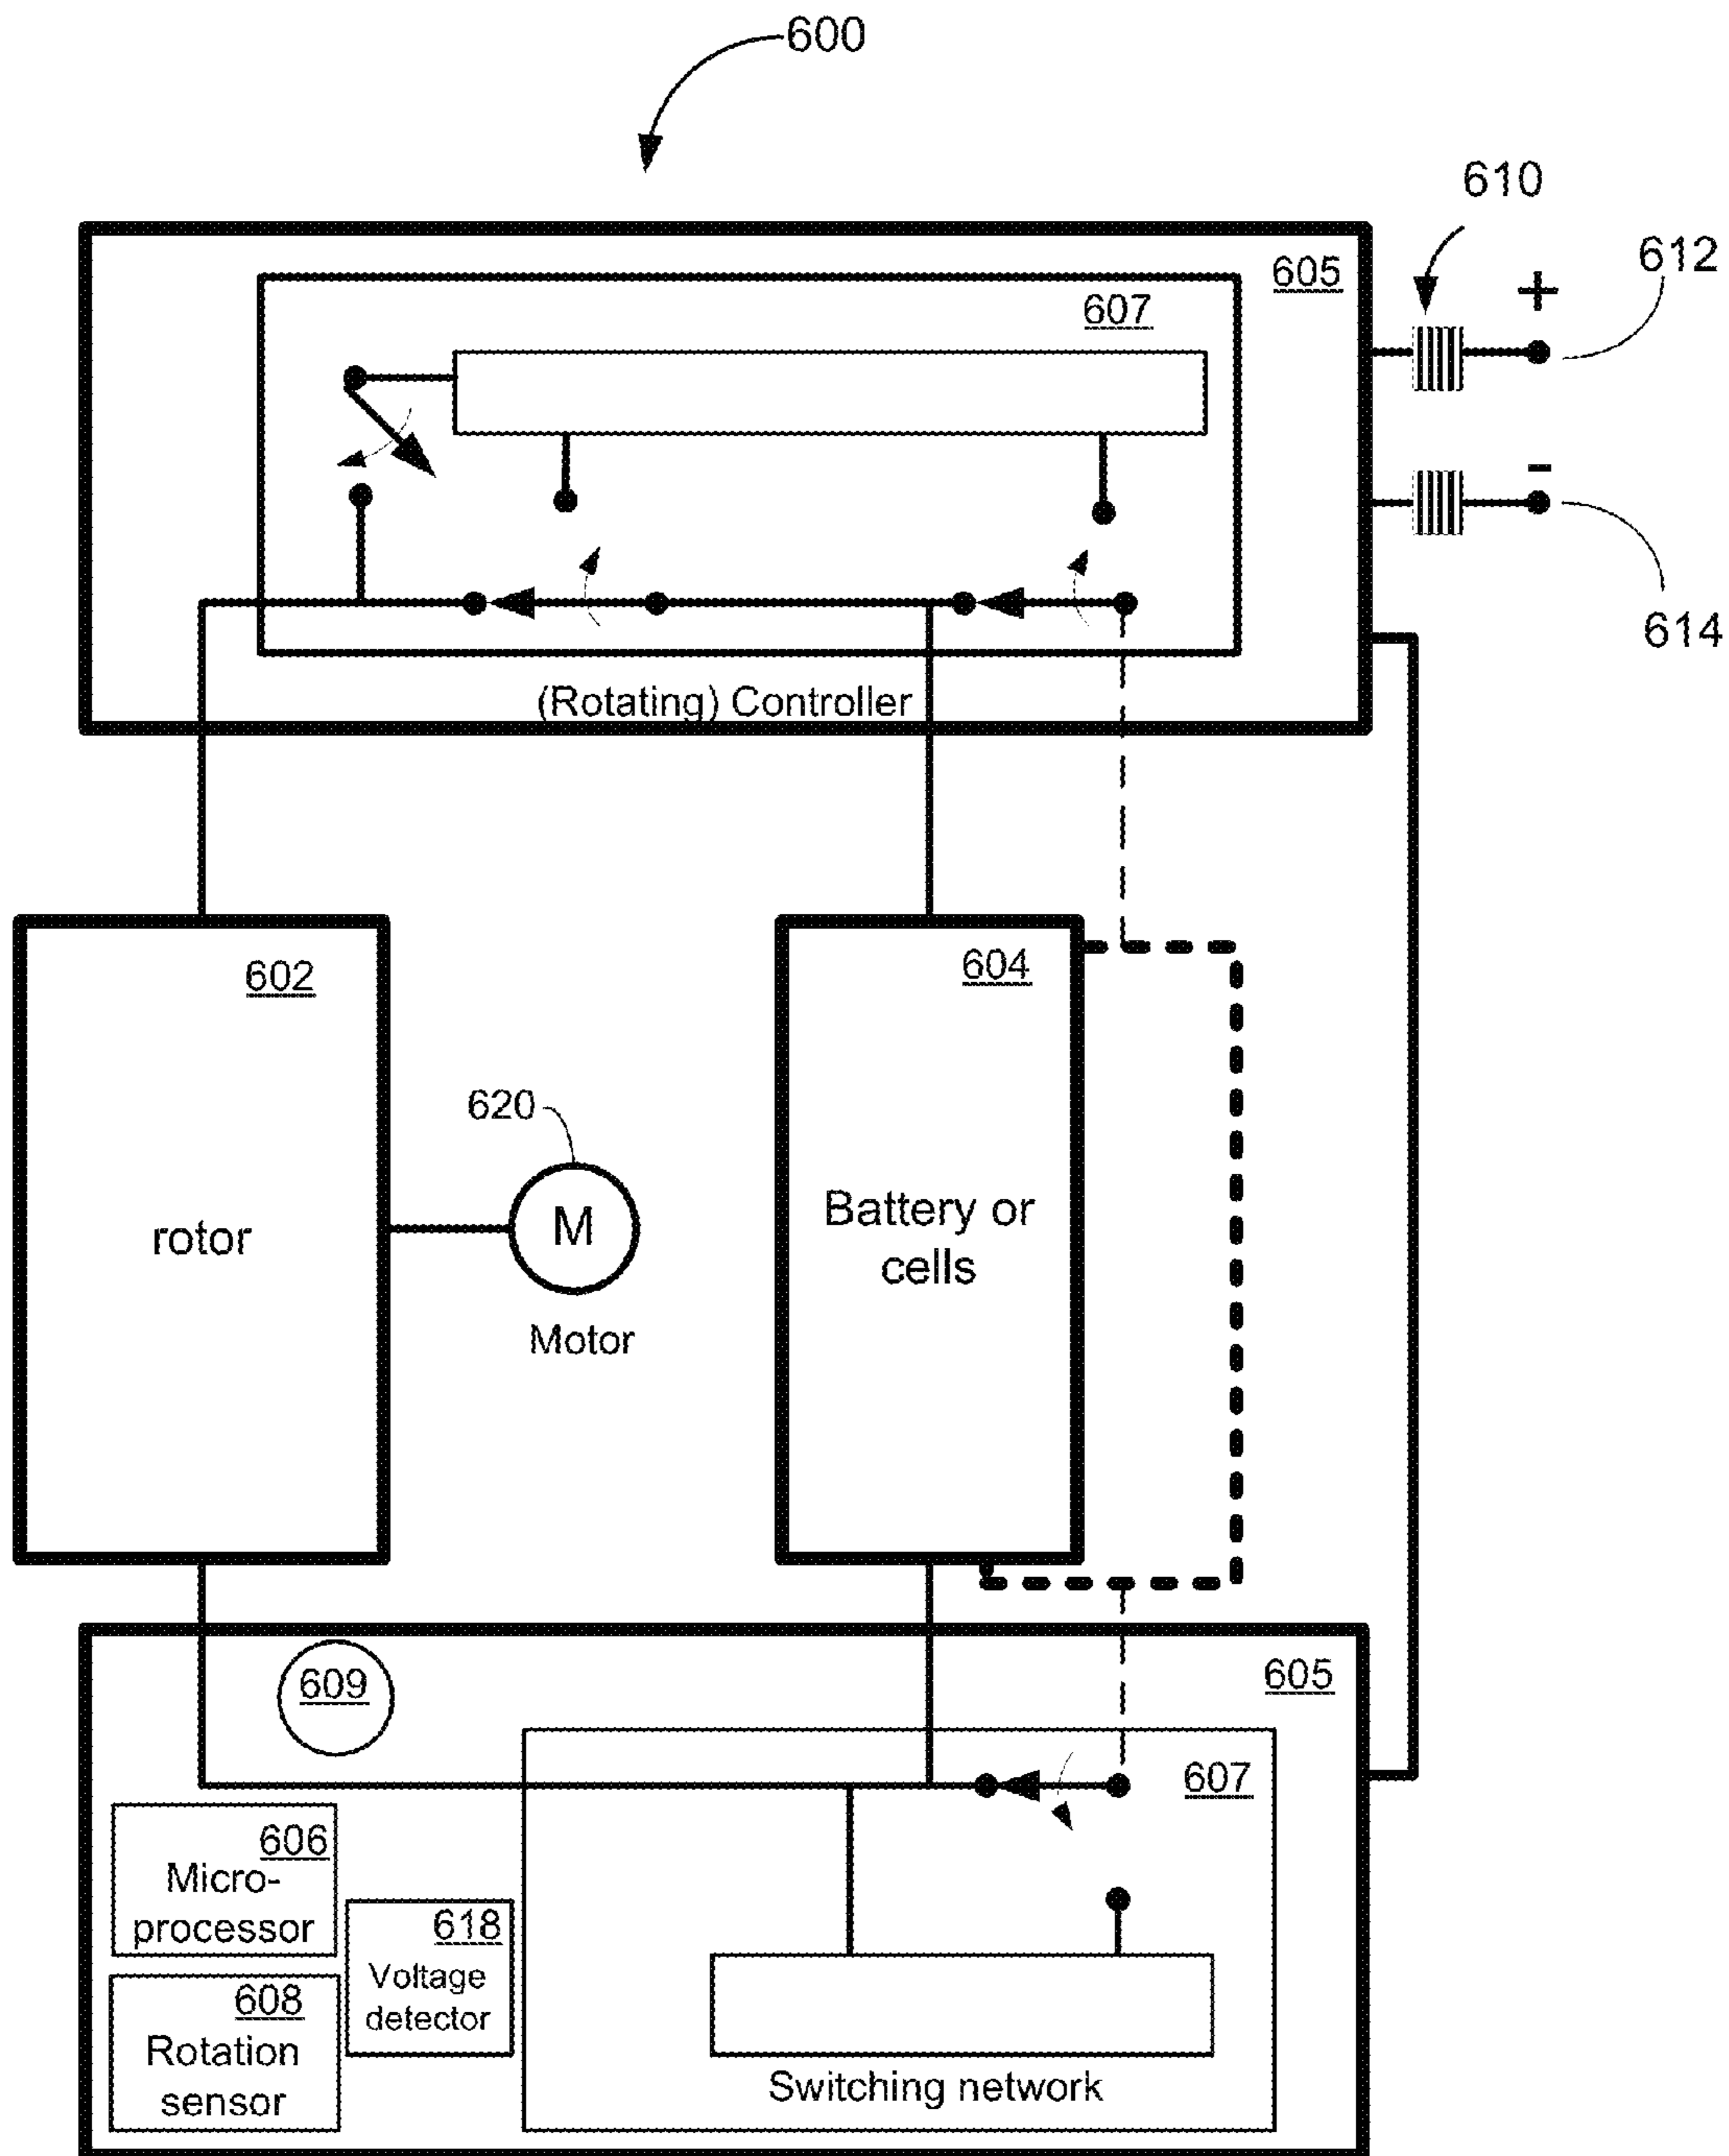 600
610
612
+
605
607
-
614
(Rotating) Controller
602
rotor
620
M
Motor
604
Battery or
cells
609
605
607
606
Micro-
processor
618
Voltage
detector
608
Rotation
sensor
Switching network